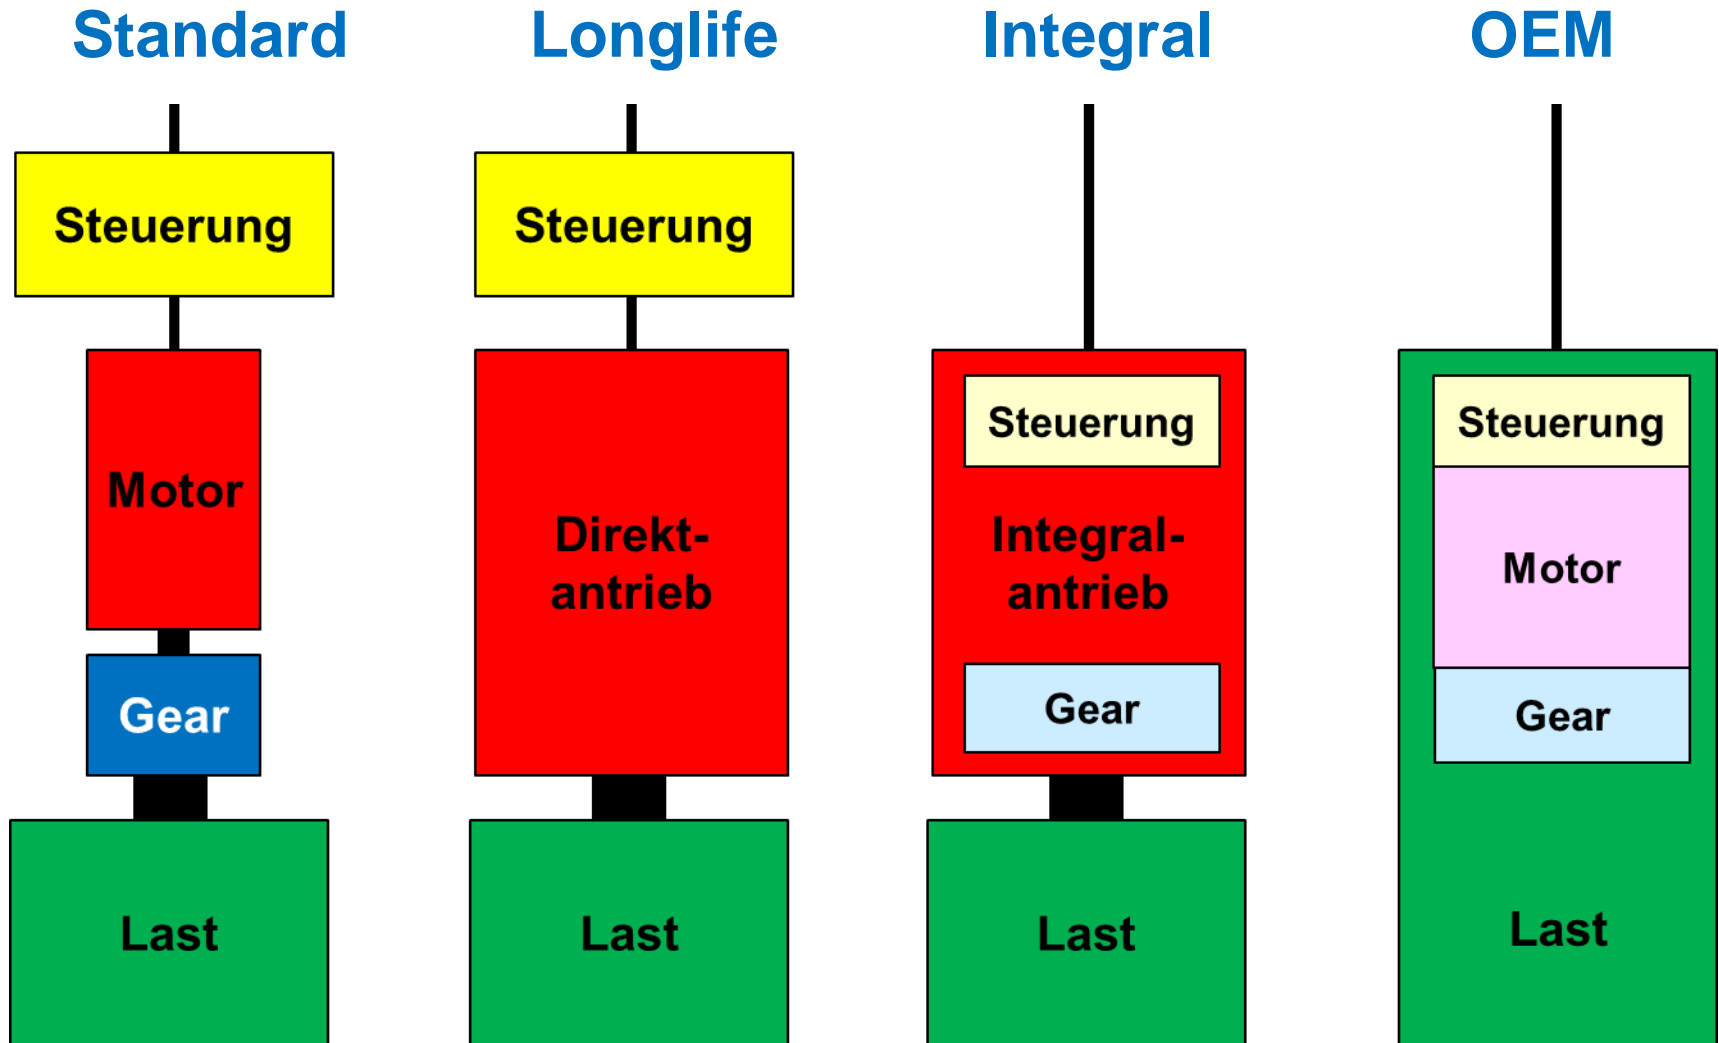 Standard
Longlife
Integral
OEM
Steuerung
Motor
Gear
Last
Steuerung
Direkt-
antrieb
Last
Steuerung
Integral-
antrieb
Gear
Last
Steuerung
Motor
Gear
Last